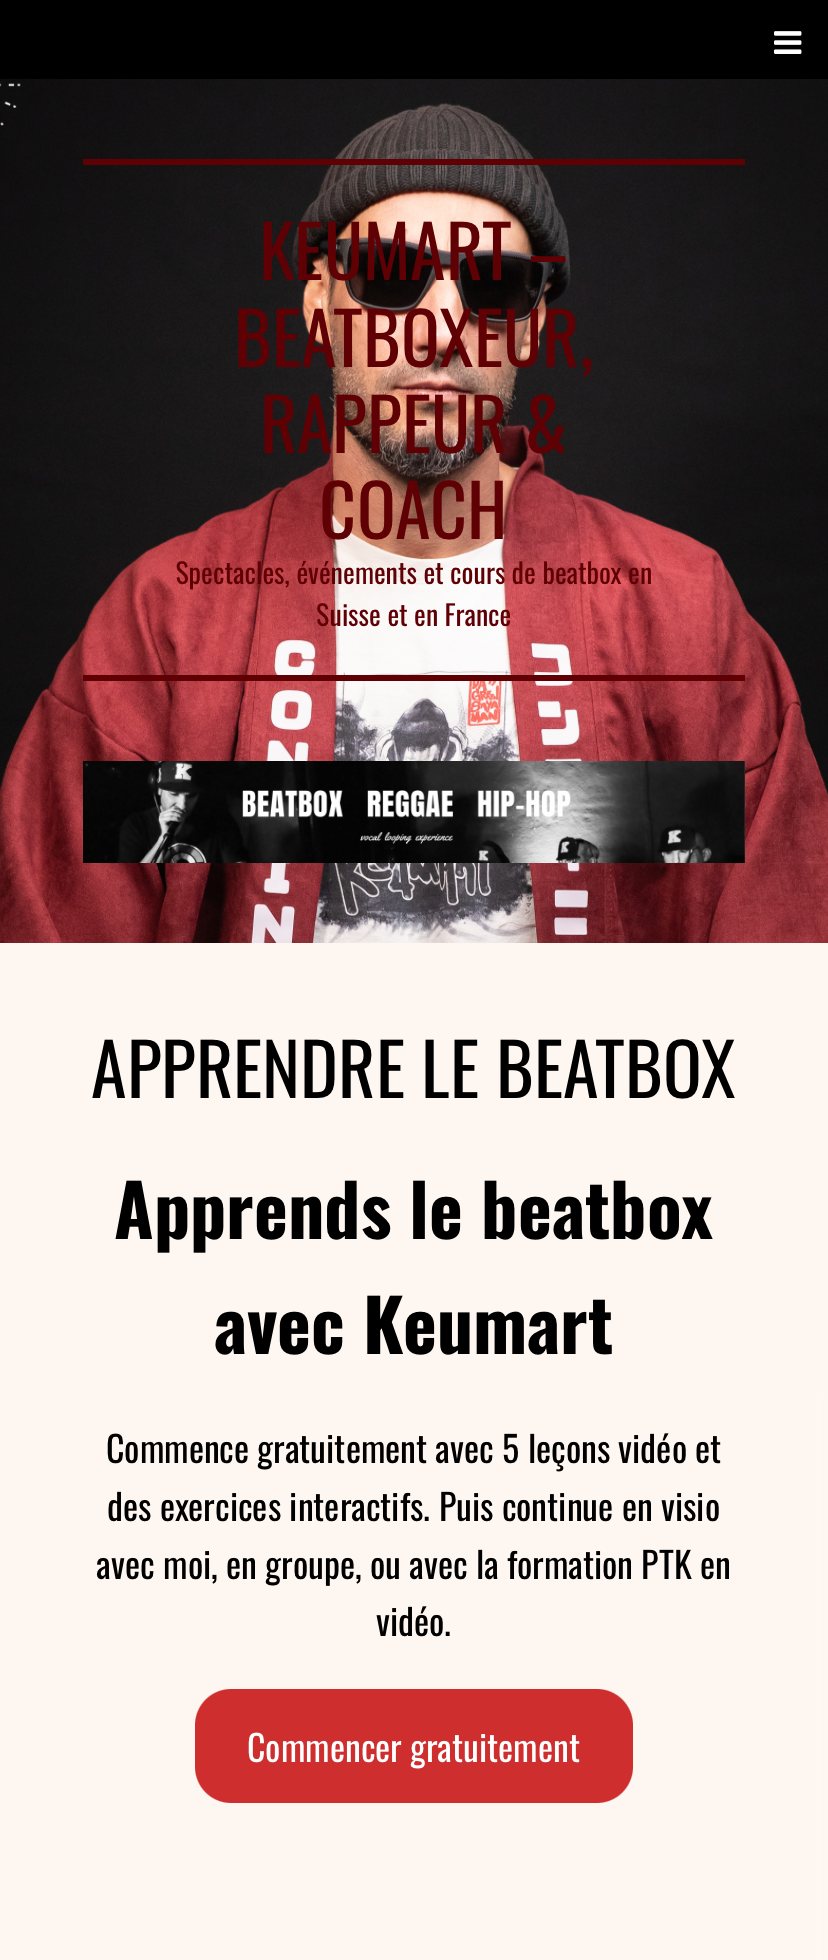 KEUMART –
BEATBOXEUR,
RAPPEUR &
COACH
Spectacles, événements et cours de beatbox en
Suisse et en France
BEATBOX REGGAE HIP-HOP
vocal looping experience
APPRENDRE LE BEATBOX
Apprends le beatbox
avec Keumart
Commence gratuitement avec 5 leçons vidéo et
des exercices interactifs. Puis continue en visio
avec moi, en groupe, ou avec la formation PTK en
vidéo.
Commencer gratuitement